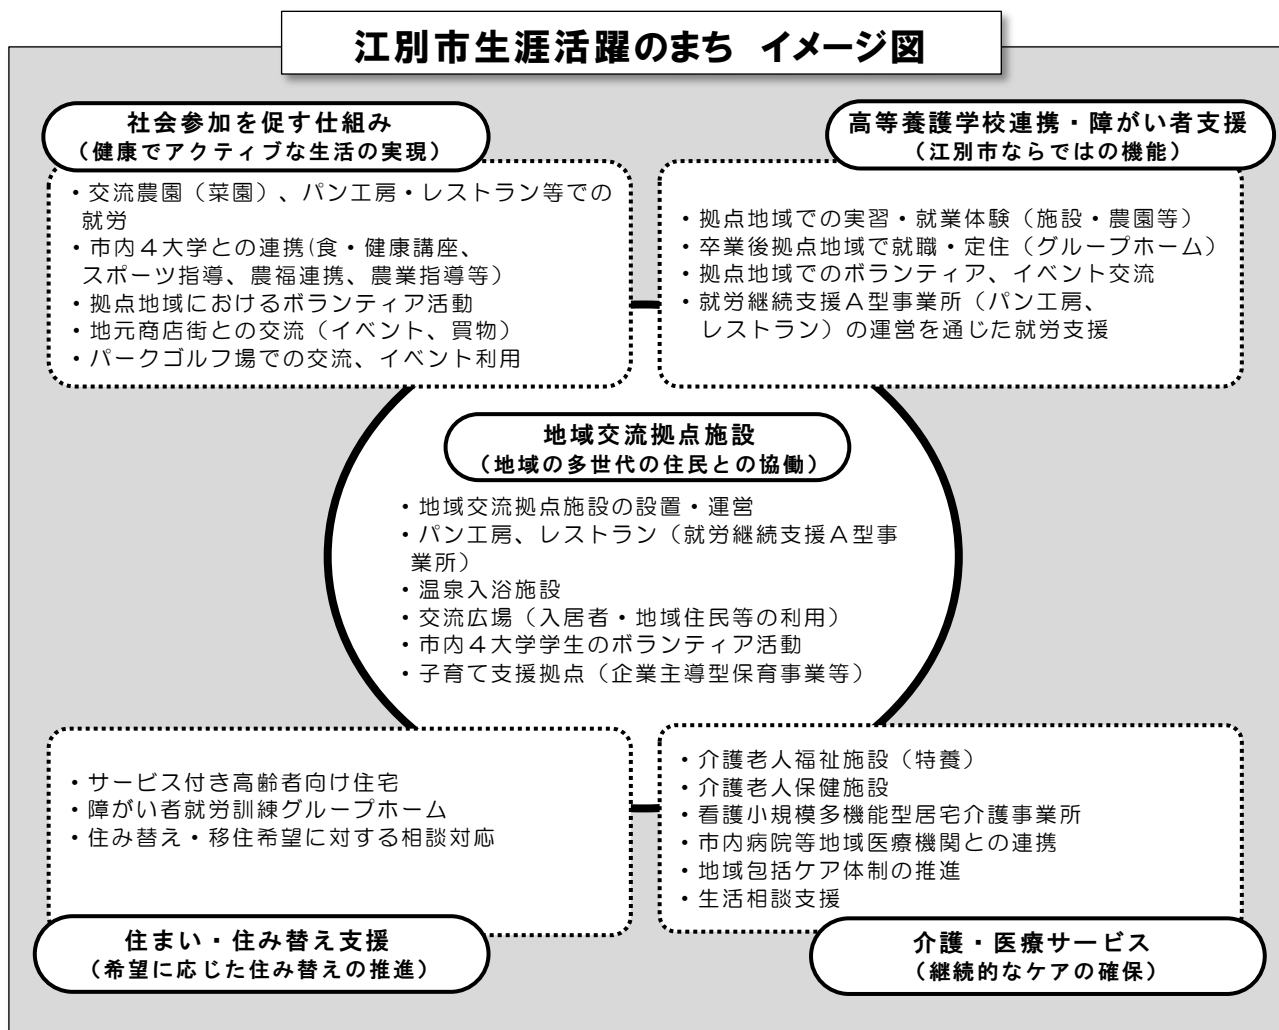 江別市生涯活躍のまち イメージ図
社会参加を促す仕組み
（健康でアクティブな生活の実現）
・交流農園（菜園）、パン工房・レストラン等での
就労
・市内４大学との連携(食・健康講座、
スポーツ指導、農福連携、農業指導等）
・拠点地域におけるボランティア活動
・地元商店街との交流（イベント、買物）
・パークゴルフ場での交流、イベント利用
高等養護学校連携・障がい者支援
（江別市ならではの機能）
・拠点地域での実習・就業体験（施設・農園等）
・卒業後拠点地域で就職・定住（グループホーム）
・拠点地域でのボランティア、イベント交流
・就労継続支援Ａ型事業所（パン工房、
レストラン）の運営を通じた就労支援
地域交流拠点施設
（地域の多世代の住民との協働）
・地域交流拠点施設の設置・運営
・パン工房、レストラン（就労継続支援Ａ型事
業所）
・温泉入浴施設
・交流広場（入居者・地域住民等の利用）
・市内４大学学生のボランティア活動
・子育て支援拠点（企業主導型保育事業等）
・サービス付き高齢者向け住宅
・障がい者就労訓練グループホーム
・住み替え・移住希望に対する相談対応
住まい・住み替え支援
（希望に応じた住み替えの推進）
・介護老人福祉施設（特養）
・介護老人保健施設
・看護小規模多機能型居宅介護事業所
・市内病院等地域医療機関との連携
・地域包括ケア体制の推進
・生活相談支援
介護・医療サービス
（継続的なケアの確保）